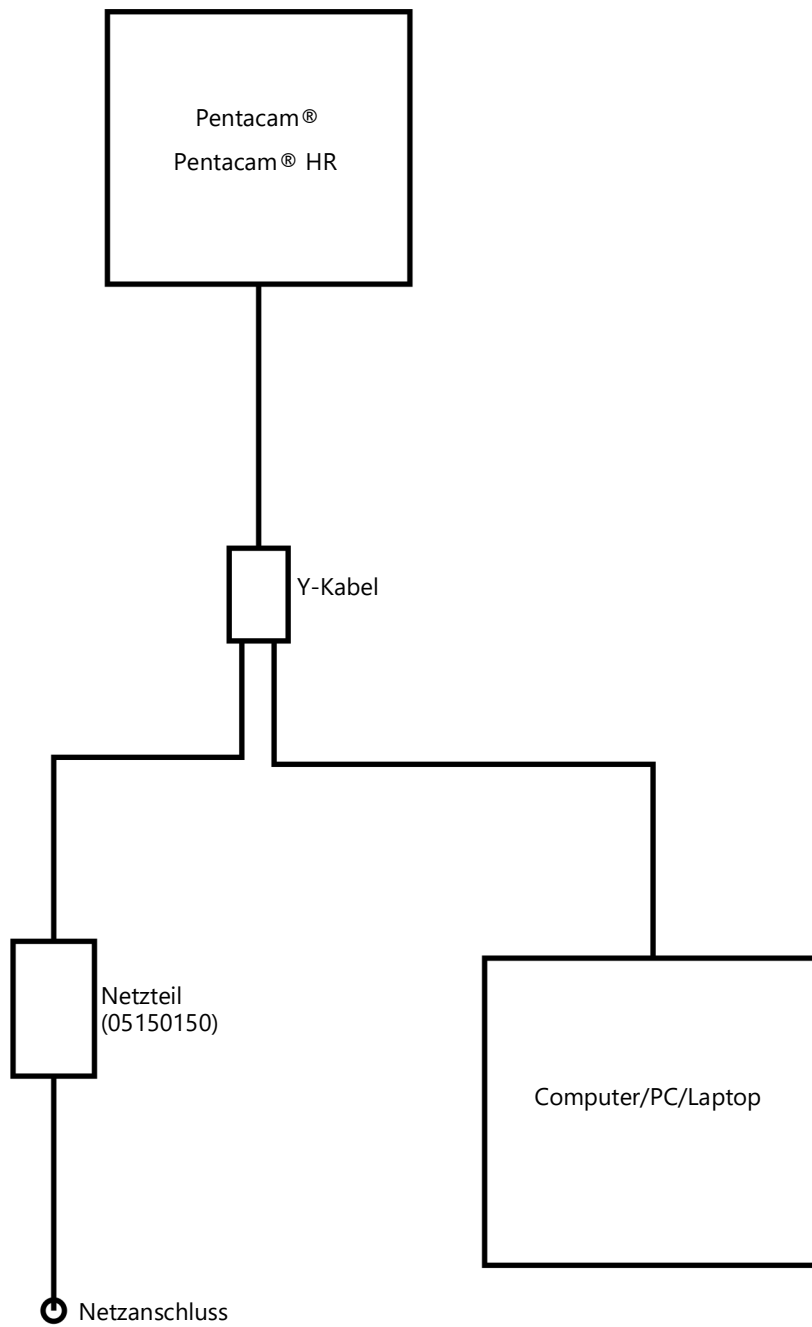 Pentacam®
Pentacam® HR
Y-Kabel
Netzteil
(05150150)
Computer/PC/Laptop
Netzanschluss